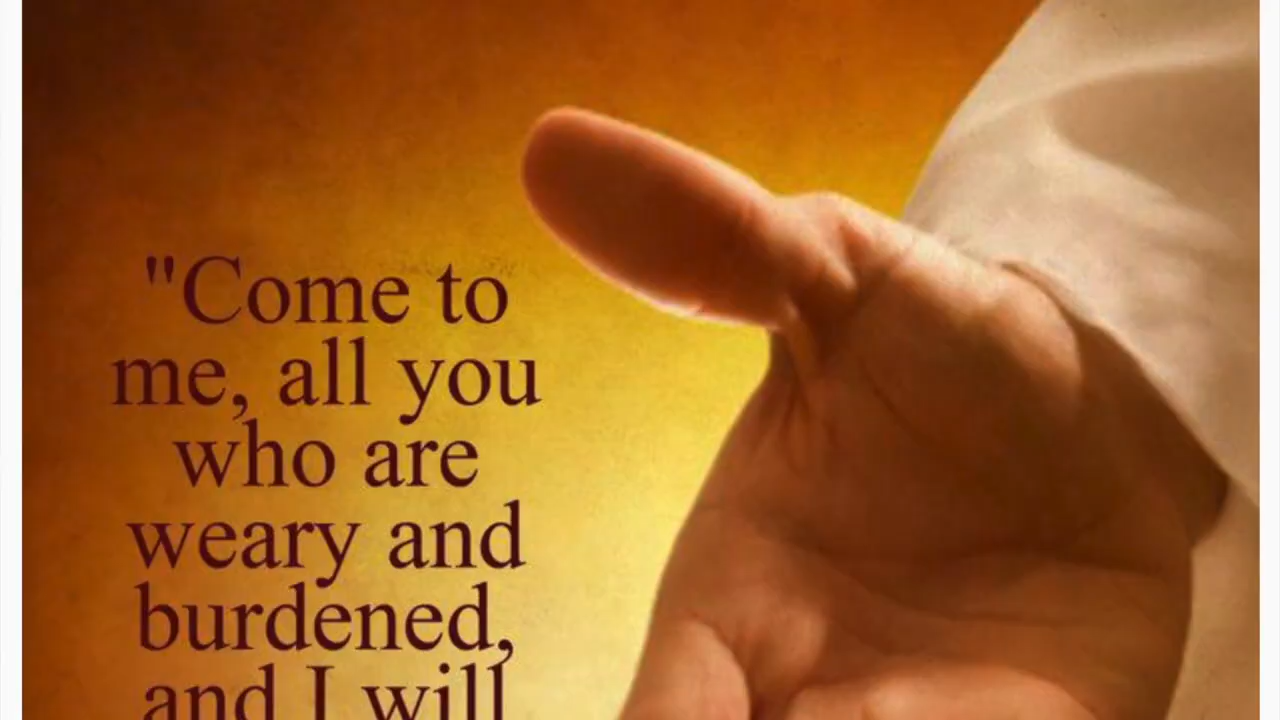 "Come to
me, all you
who are
weary and
burdened,
and I will